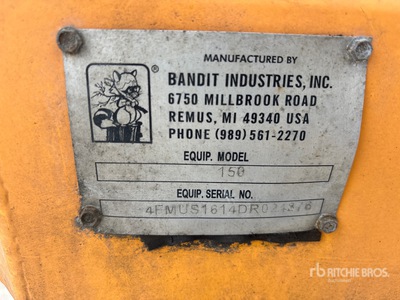 MANUFACTURED BY
BANDIT INDUSTRIES, INC.
6750 MILLBROOK ROAD
REMUS, MI 49340 USA
PHONE (989) 561-2270
EQUIP. MODEL
150
EQUIP. SERIAL NO.
®
rb RITCHIE BROS.